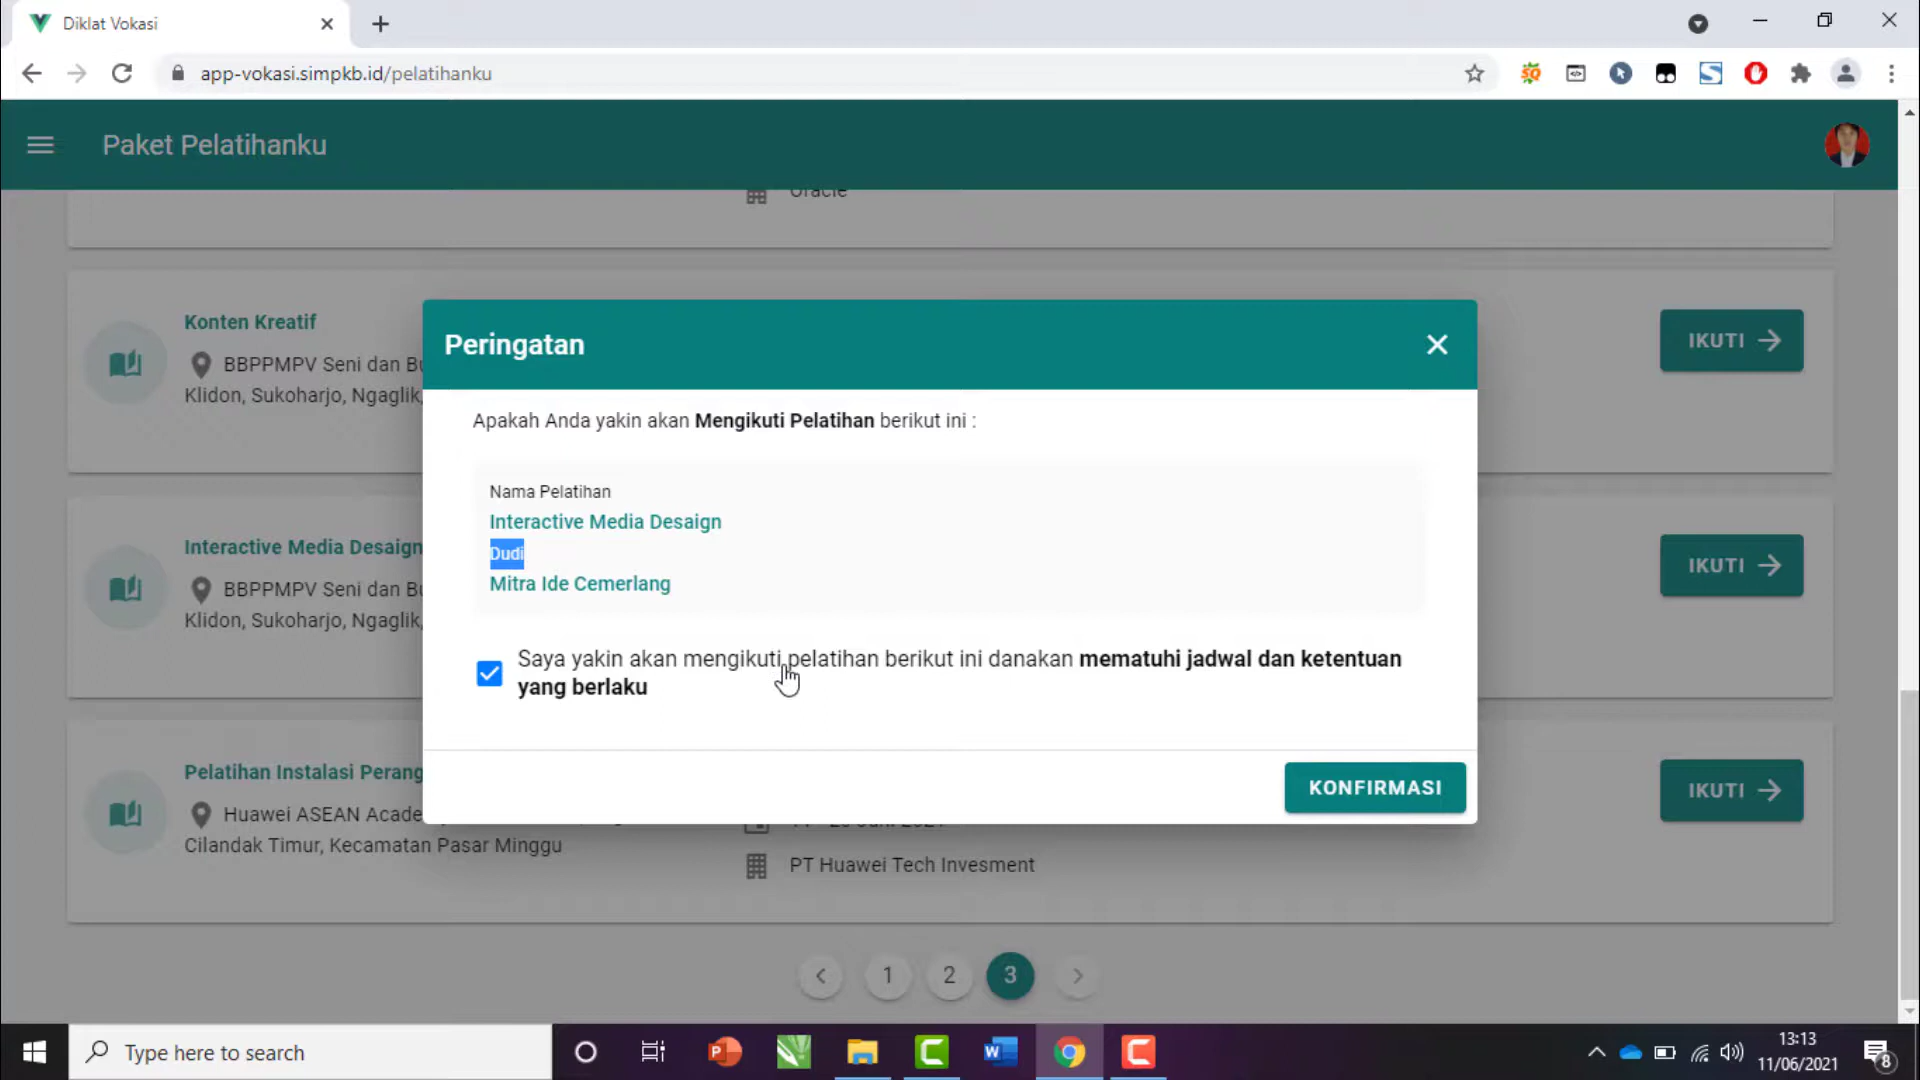 Diklat Vokasi
app-vokasi.simpkb.id/pelatihanku
Paket Pelatihanku
Oracle
Konten Kreatif
BBPPMPV Seni dan
Klidon, Sukoharjo, Ngaglik,
IKUTI
Peringatan
Apakah Anda yakin akan Mengikuti Pelatihan berikut ini :
Nama Pelatihan
Interactive Media Desaign
Dudi
Mitra Ide Cemerlang
Saya yakin akan mengikuti pelatihan berikut ini danakan mematuhi jadwal dan ketentuan
yang berlaku
KONFIRMASI
Interactive Media Desaign
BBPPMPV Seni dan
Klidon, Sukoharjo, Ngaglik,
IKUTI
Pelatihan Instalasi
Huawei ASEAN
Cilandak Timur, Kecamatan Pasar Minggu
PT Huawei Tech Invesment
IKUTI
1 2 3
Type here to search
13:13
11/06/2021
8